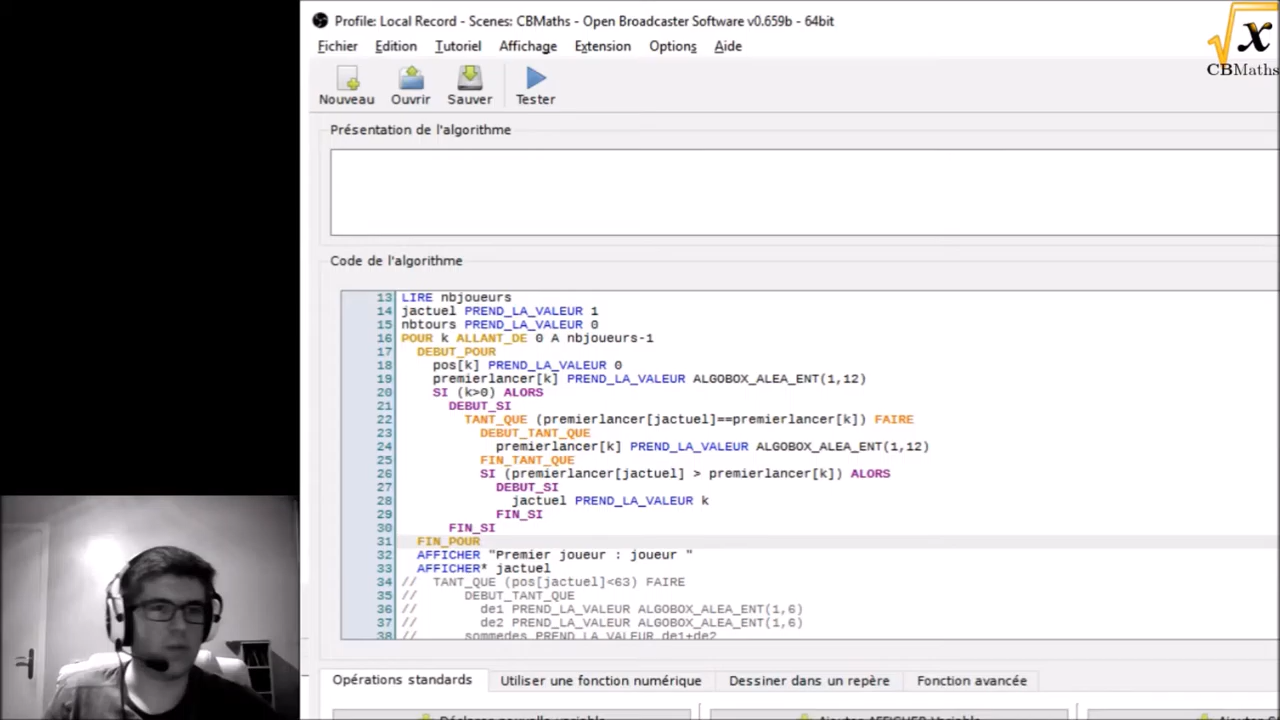 Profile: Local Record - Scenes: CBMaths - Open Broadcaster Software v0.659b - 64bit
x
CBMaths
Fichier Edition Tutoriel Affichage Extension Options Aide
Nouveau Ouvrir Sauver Tester
Présentation de l'algorithme
Code de l'algorithme
13 LIRE nbjoueurs
14 jactuel PREND_LA_VALEUR 1
15 nbtours PREND_LA_VALEUR 0
16 POUR k ALLANT_DE 0 A nbjoueurs-1
17 DEBUT_POUR
18 pos[k] PREND_LA_VALEUR 0
19 premierlancer[k] PREND_LA_VALEUR ALGOBOX_ALEA_ENT(1,12)
20 SI (k>0) ALORS
21 DEBUT_SI
22 TANT_QUE (premierlancer[jactuel]==premierlancer[k]) FAIRE
23 DEBUT_TANT_QUE
24 premierlancer[k] PREND_LA_VALEUR ALGOBOX_ALEA_ENT(1,12)
25 FIN_TANT_QUE
26 SI (premierlancer[jactuel] > premierlancer[k]) ALORS
27 DEBUT_SI
28 jactuel PREND_LA_VALEUR k
29 FIN_SI
30 FIN_SI
31 FIN_POUR
32 AFFICHER "Premier joueur : joueur "
33 AFFICHER* jactuel
34 // TANT_QUE (pos[jactuel]<63) FAIRE
35 // DEBUT_TANT_QUE
36 // de1 PREND_LA_VALEUR ALGOBOX_ALEA_ENT(1,6)
37 // de2 PREND_LA_VALEUR ALGOBOX_ALEA_ENT(1,6)
38 // sommedes PREND_LA_VALEUR de1+de2
Opérations standards Utiliser une fonction numérique Dessiner dans un repère Fonction avancée